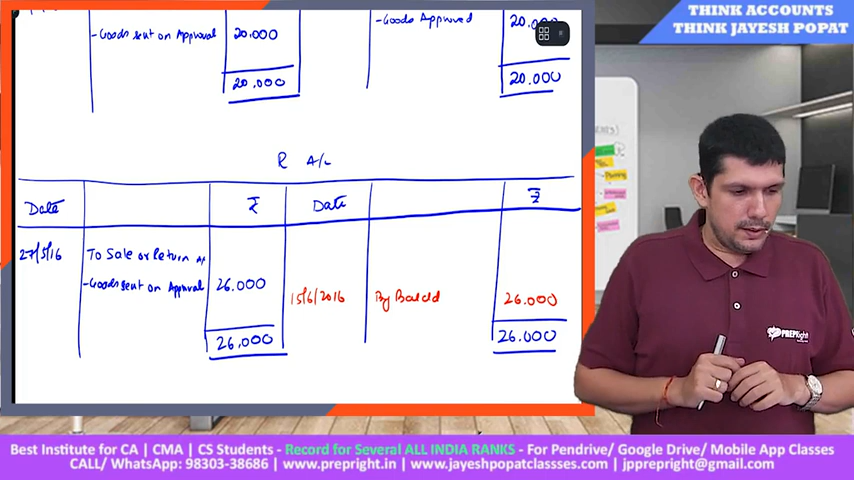 THINK ACCOUNTS
THINK JAYESH POPAT
-Goods sent on Approval 20.000 -Goods Approved 20.00
20.000 20.000
R A/c
Date ₹ Date ₹
27/5/16 To Sale or Return A/c
-Goods sent on Approval 26.000
15/6/2016 By Bal c/d 26.000
26.000 26.000
PREPRight
Planning
Best Institute for CA | CMA | CS Students - Record for Several ALL INDIA RANKS - For Pendrive/ Google Drive/ Mobile App Classes
CALL/ WhatsApp: 98303-38686 | www.prepright.in | www.jayeshpopatclassses.com | jpprepright@gmail.com